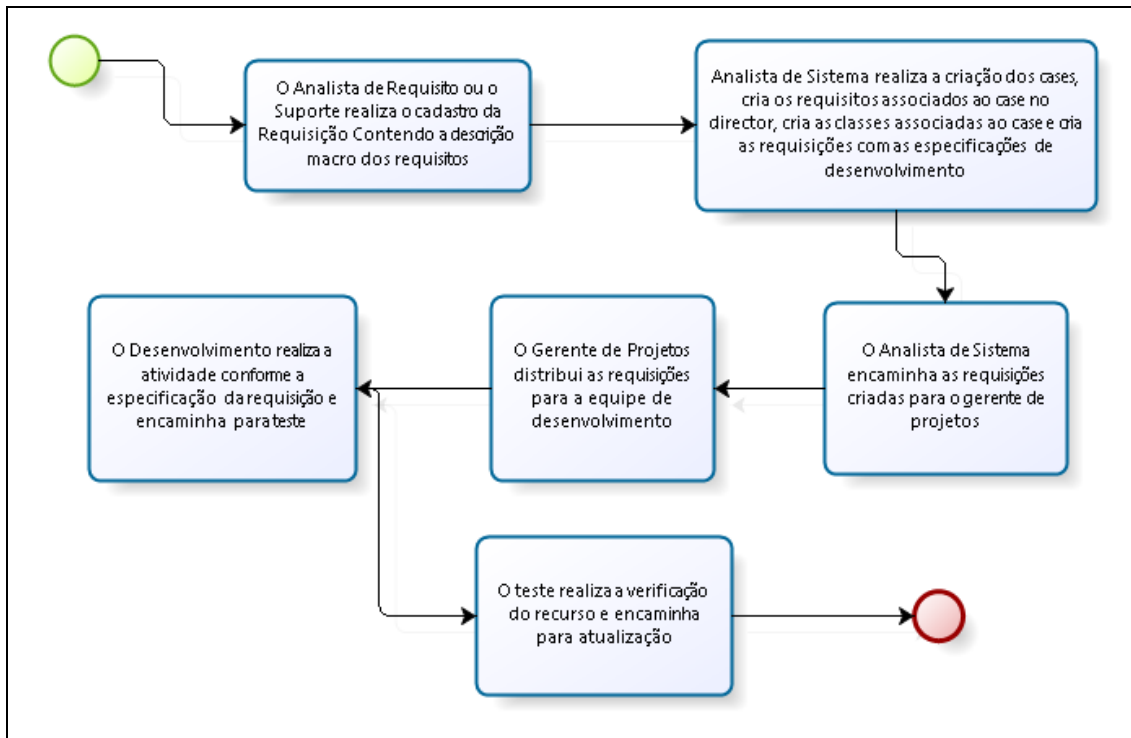 O Analista de Requisito ou o
Suporte realiza o cadastro da
Requisição Contendo a descrição
macro dos requisitos
Analista de Sistema realiza a criação dos cases,
cria os requisitos associados ao case no
director, cria as classes associadas ao case e cria
as requisições com as especificações de
desenvolvimento
O Desenvolvimento realiza a
atividade conforme a
especificação da requisição e
encaminha para teste
O Gerente de Projetos
distribui as requisições
para a equipe de
desenvolvimento
O Analista de Sistema
encaminha as requisições
criadas para o gerente de
projetos
O teste realiza a verificação
do recurso e encaminha
para atualização